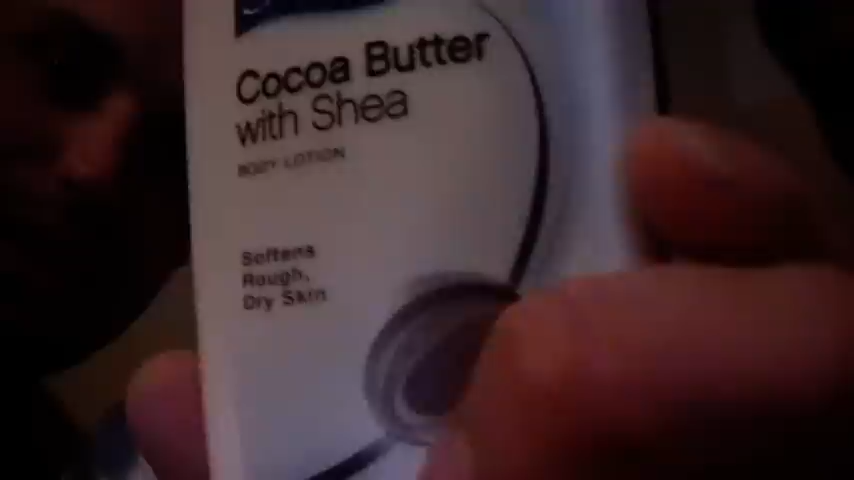 Cocoa Butter
with Shea
BODY LOTION
Softens
Rough,
Dry Skin